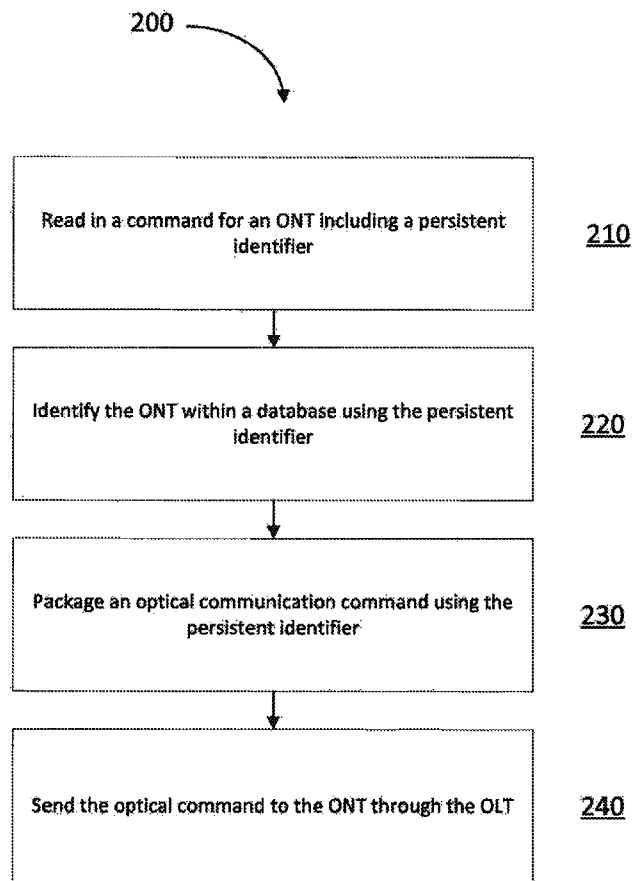 200
Read in a command for an ONT including a persistent
identifier
210
Identify the ONT within a database using the persistent
identifier
220
Package an optical communication command using the
persistent identifier
230
Send the optical command to the ONT through the OLT
240